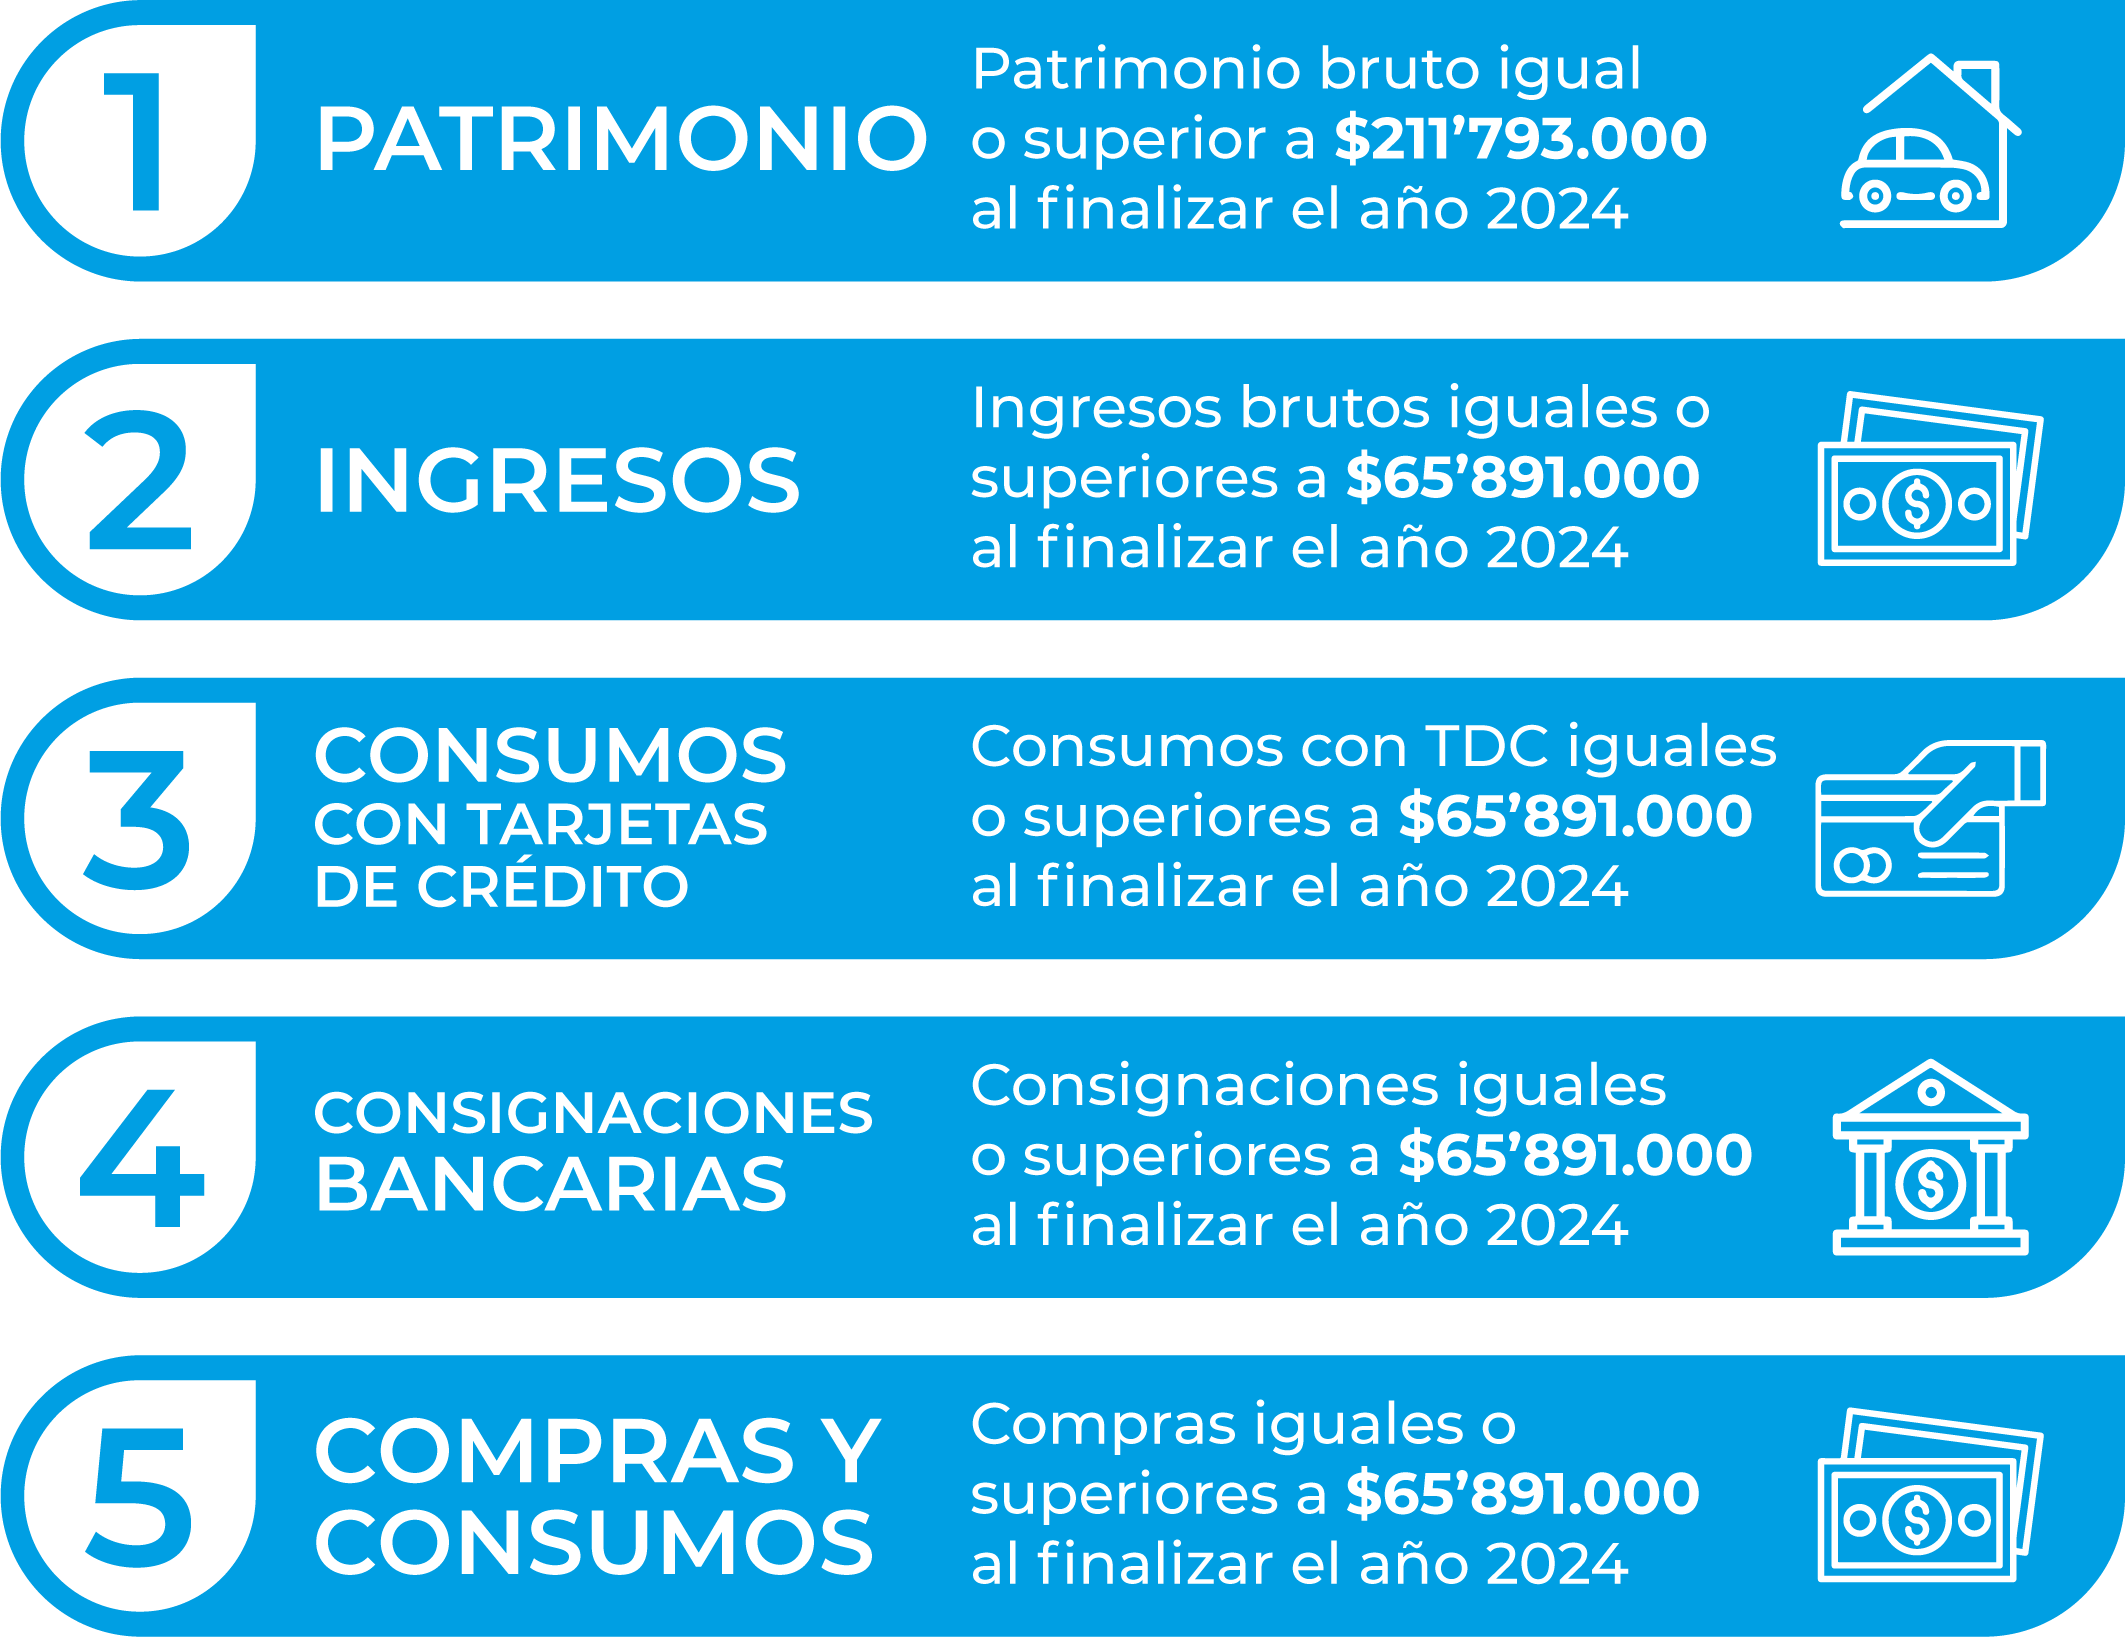 1
PATRIMONIO
Patrimonio bruto igual
o superior a $211’793.000
al finalizar el año 2024
2
INGRESOS
Ingresos brutos iguales o
superiores a $65’891.000
al finalizar el año 2024
3
CONSUMOS
CON TARJETAS
DE CRÉDITO
Consumos con TDC iguales
o superiores a $65’891.000
al finalizar el año 2024
4
CONSIGNACIONES
BANCARIAS
Consignaciones iguales
o superiores a $65’891.000
al finalizar el año 2024
5
COMPRAS Y
CONSUMOS
Compras iguales o
superiores a $65’891.000
al finalizar el año 2024